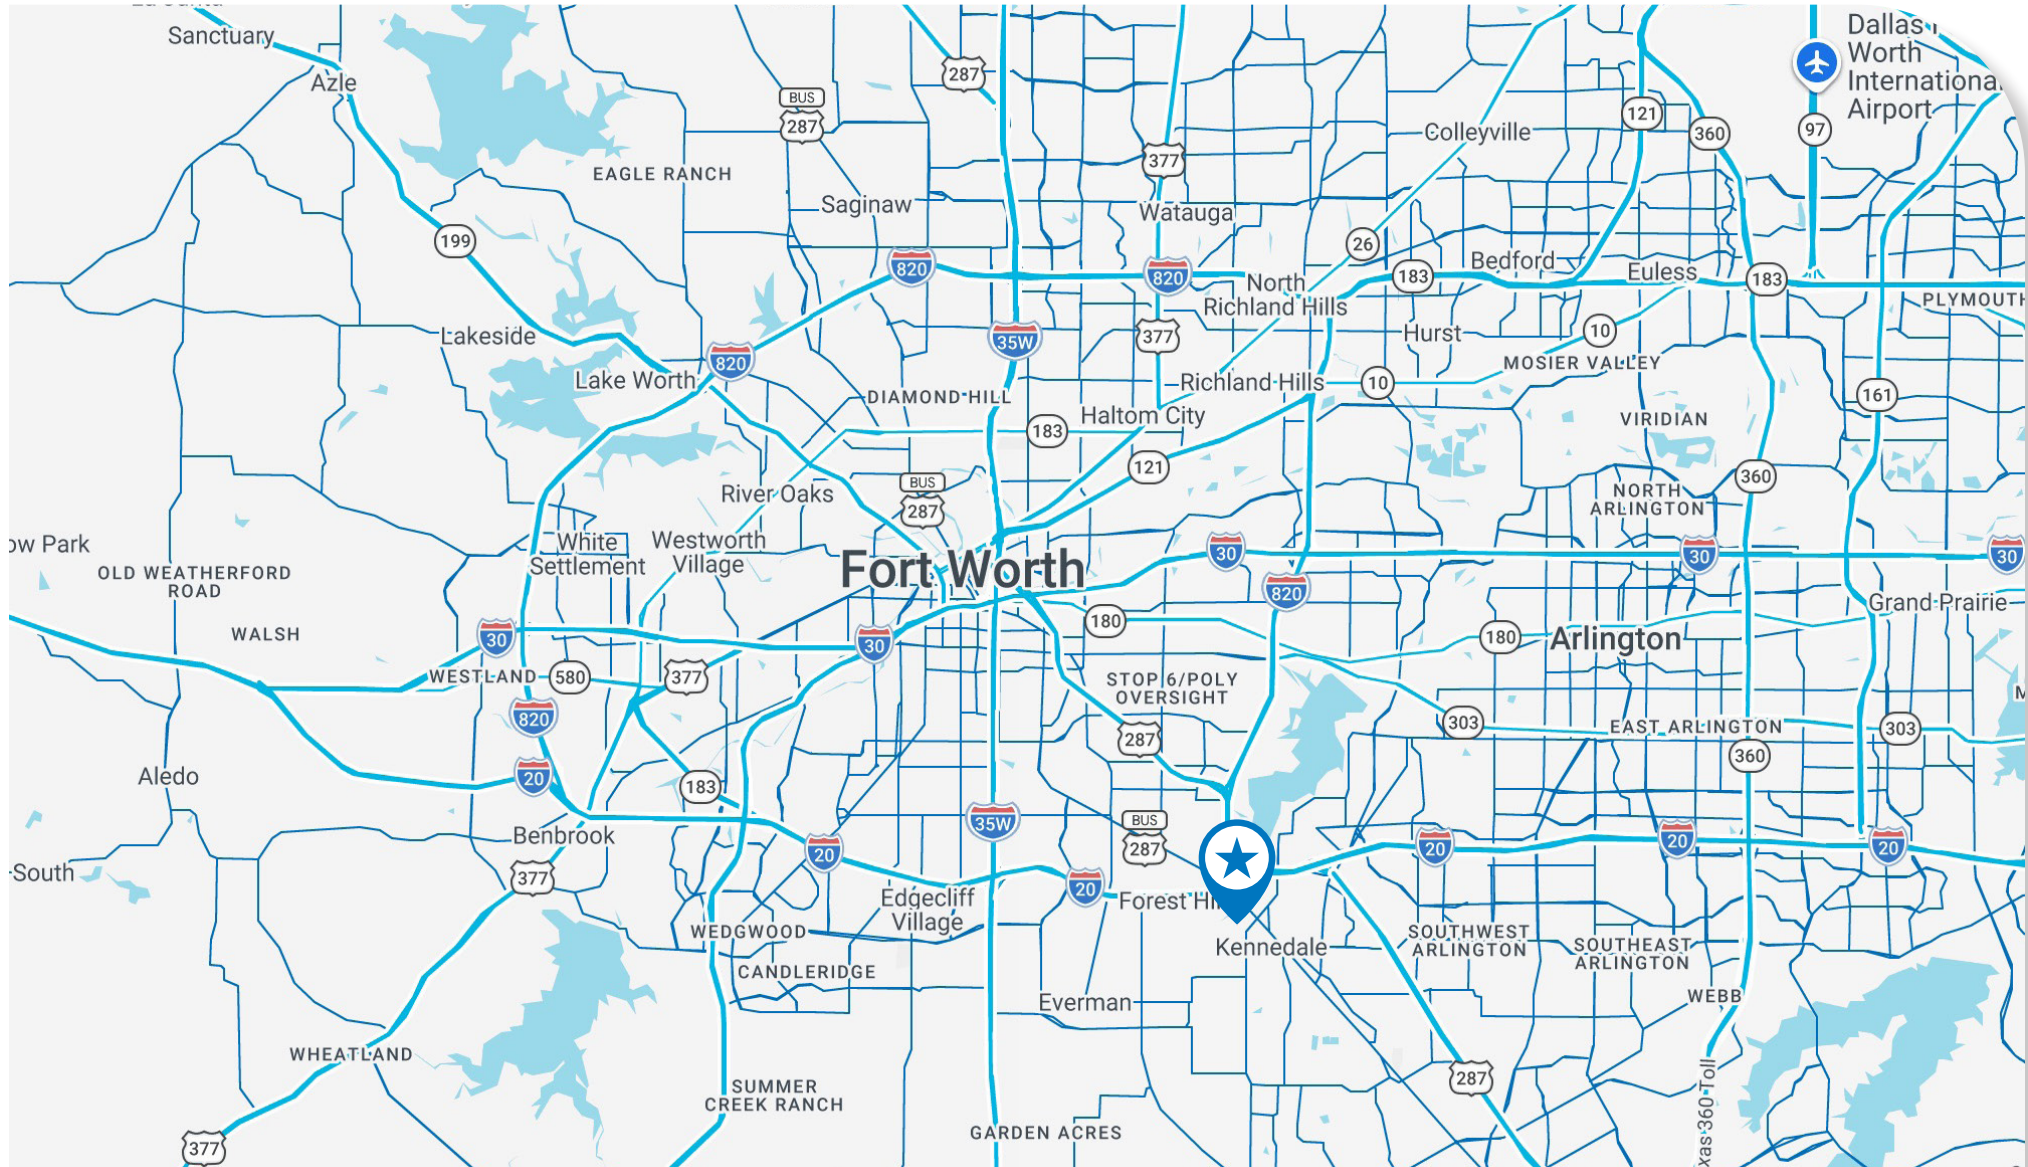 Sanctuary
Azle
287
BUS
287
EAGLE RANCH
Saginaw
377
Watauga
Colleyville
121
360
97
Dallas
Worth
International
Airport
199
820
820
North
Richland Hills
26
183
Bedford
Euless
183
PLYMOUTH
Lakeside
820
Lake Worth
35W
377
Hurst
10
MOSIER VALLEY
DIAMOND HILL
Richland Hills
10
Haltom City
183
121
161
VIRIDIAN
360
River Oaks
BUS
287
NORTH
ARLINGTON
ow Park
OLD WEATHERFORD
ROAD
White
Settlement
Westworth
Village
Fort Worth
30
30
30
820
WALSH
30
30
180
180
Arlington
Grand Prairie
WESTLAND
580
377
STOP 6/POLY
OVERSIGHT
820
287
303
EAST ARLINGTON
303
360
Aledo
20
183
Benbrook
35W
BUS
287
20
20
20
South
377
20
Edgecliff
Village
20
Forest Hi
Kennedale
WEDGWOOD
CANDLERIDGE
SOUTHWEST
ARLINGTON
SOUTHEAST
ARLINGTON
WEBB
Everman
WHEATLAND
SUMMER
CREEK RANCH
287
xas 360 Toll
GARDEN ACRES
377